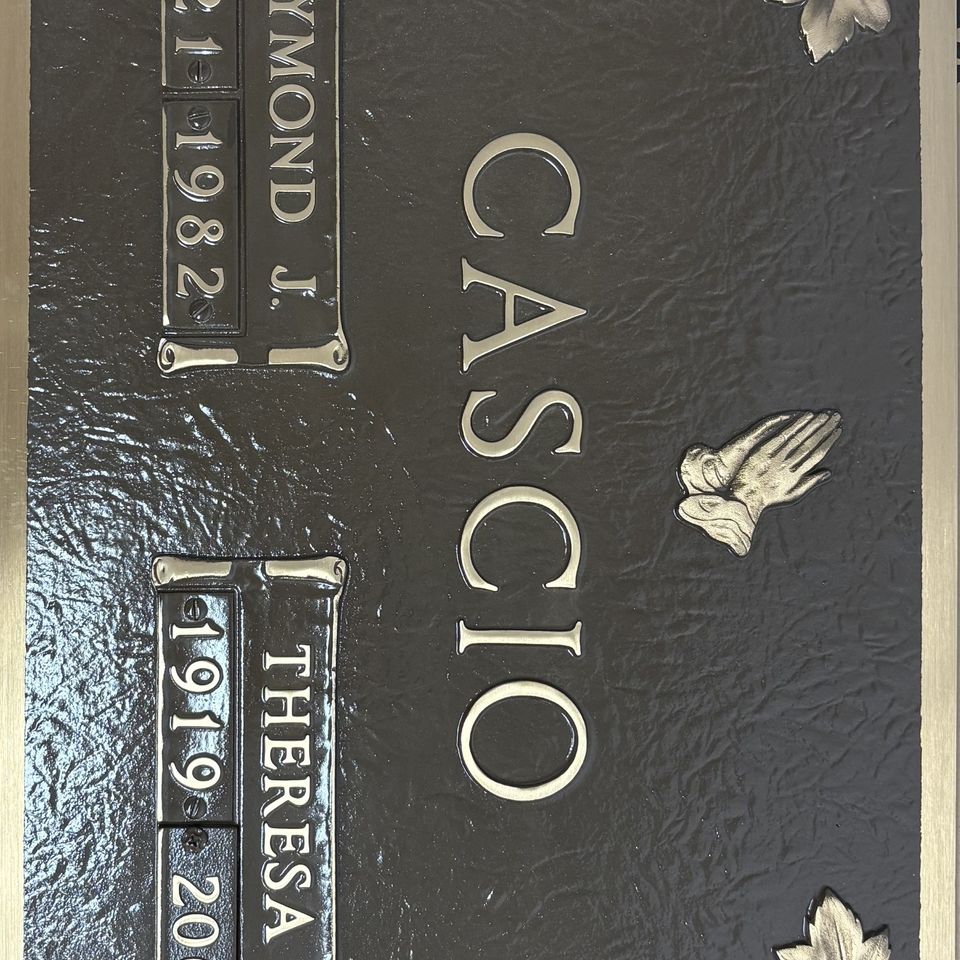 CASCIO
YMOND J. THERESA
21 1982 1919 20